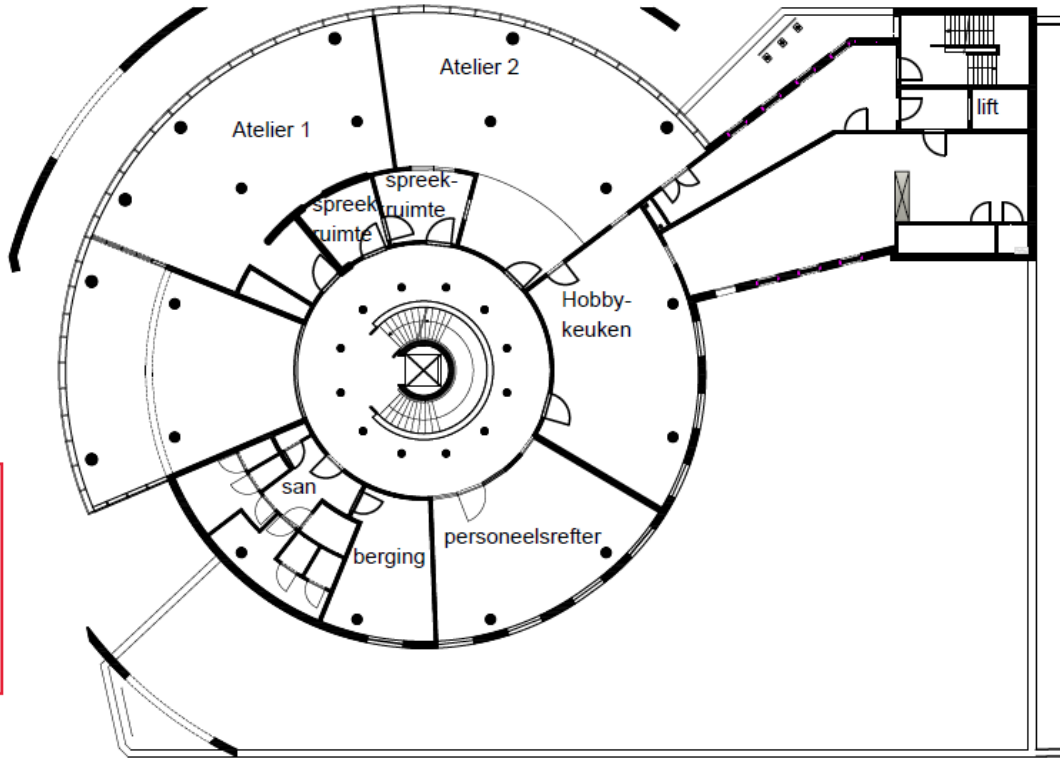 Atelier 2
Atelier 1
lift
spreek-
ruimte
spreek
ruimte
Hobby-
keuken
san
personeelsrefter
berging